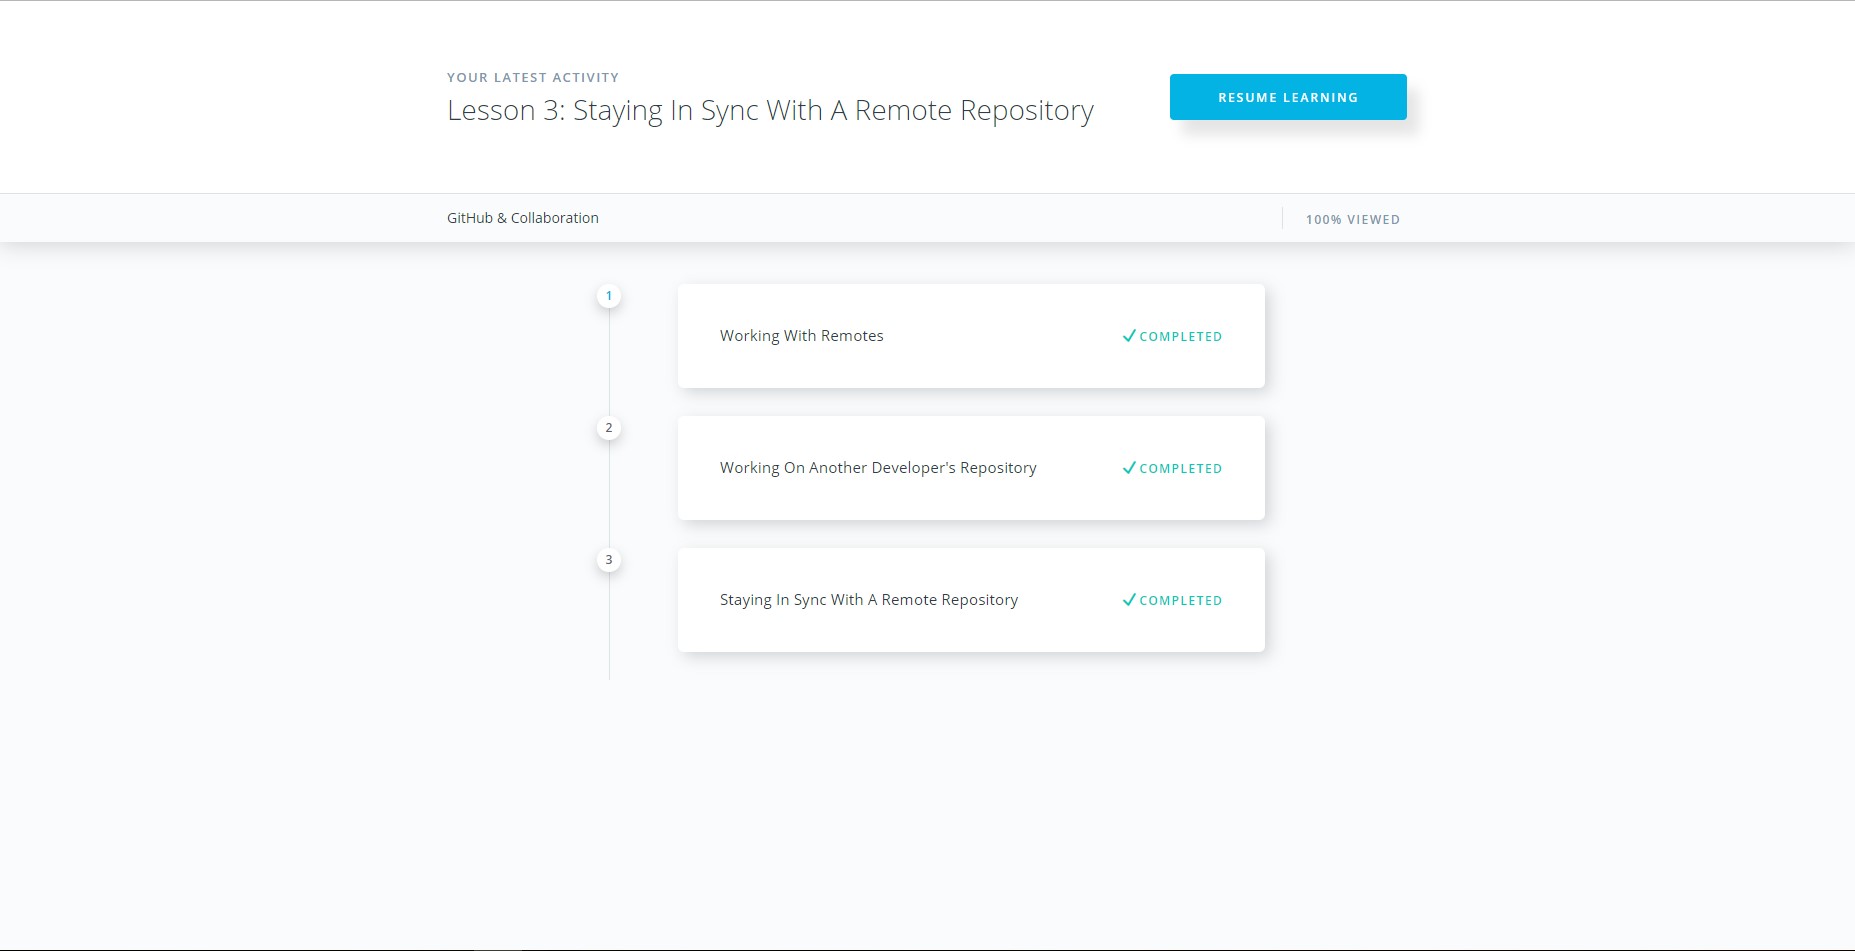 YOUR LATEST ACTIVITY
Lesson 3: Staying In Sync With A Remote Repository
RESUME LEARNING
GitHub & Collaboration
100% VIEWED
1
Working With Remotes
COMPLETED
2
Working On Another Developer's Repository
COMPLETED
3
Staying In Sync With A Remote Repository
COMPLETED